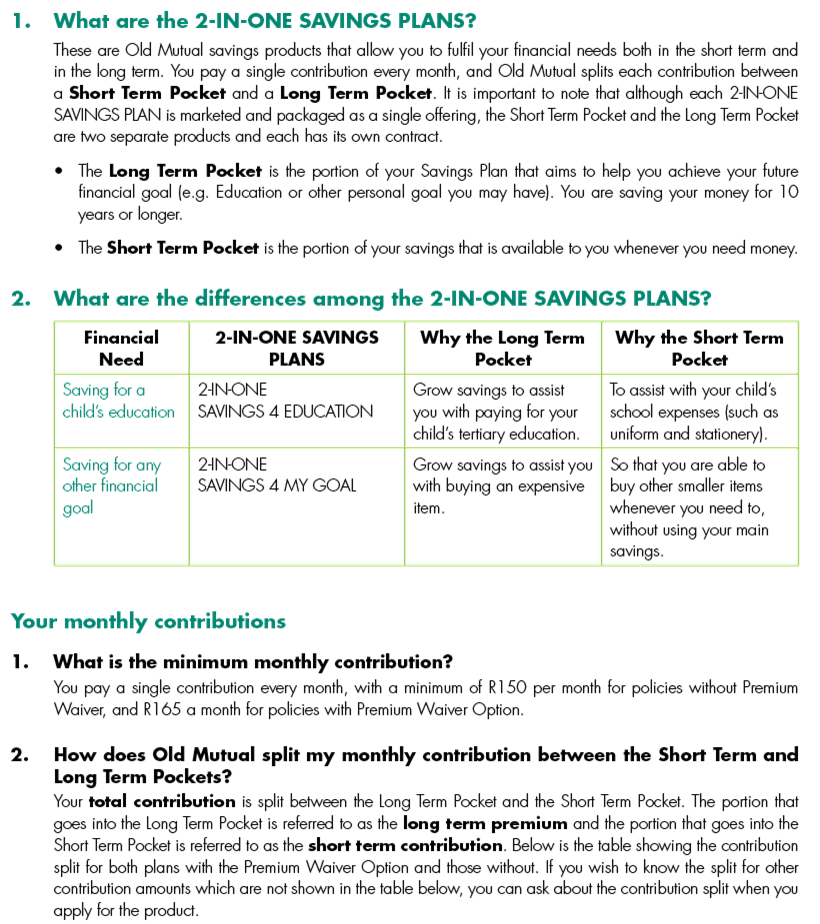 1. What are the 2-IN-ONE SAVINGS PLANS?
These are Old Mutual savings products that allow you to fulfil your financial needs both in the short term and
in the long term. You pay a single contribution every month, and Old Mutual splits each contribution between
a Short Term Pocket and a Long Term Pocket. It is important to note that although each 2-IN-ONE
SAVINGS PLAN is marketed and packaged as a single offering, the Short Term Pocket and the Long Term Pocket
are two separate products and each has its own contract.
• The Long Term Pocket is the portion of your Savings Plan that aims to help you achieve your future
financial goal (e.g. Education or other personal goal you may have). You are saving your money for 10
years or longer.
• The Short Term Pocket is the portion of your savings that is available to you whenever you need money.
2. What are the differences among the 2-IN-ONE SAVINGS PLANS?
Financial
Need
2-IN-ONE SAVINGS
PLANS
Why the Long Term
Pocket
Why the Short Term
Pocket
Saving for a
child's education
2-IN-ONE
SAVINGS 4 EDUCATION
Grow savings to assist
you with paying for your
child's tertiary education.
To assist with your child's
school expenses (such as
uniform and stationery).
Saving for any
other financial
goal
2-IN-ONE
SAVINGS 4 MY GOAL
Grow savings to assist you
with buying an expensive
item.
So that you are able to
buy other smaller items
whenever you need to,
without using your main
savings.
Your monthly contributions
1. What is the minimum monthly contribution?
You pay a single contribution every month, with a minimum of R150 per month for policies without Premium
Waiver, and R165 a month for policies with Premium Waiver Option.
2. How does Old Mutual split my monthly contribution between the Short Term and
Long Term Pockets?
Your total contribution is split between the Long Term Pocket and the Short Term Pocket. The portion that
goes into the Long Term Pocket is referred to as the long term premium and the portion that goes into the
Short Term Pocket is referred to as the short term contribution. Below is the table showing the contribution
split for both plans with the Premium Waiver Option and those without. If you wish to know the split for other
contribution amounts which are not shown in the table below, you can ask about the contribution split when you
apply for the product.